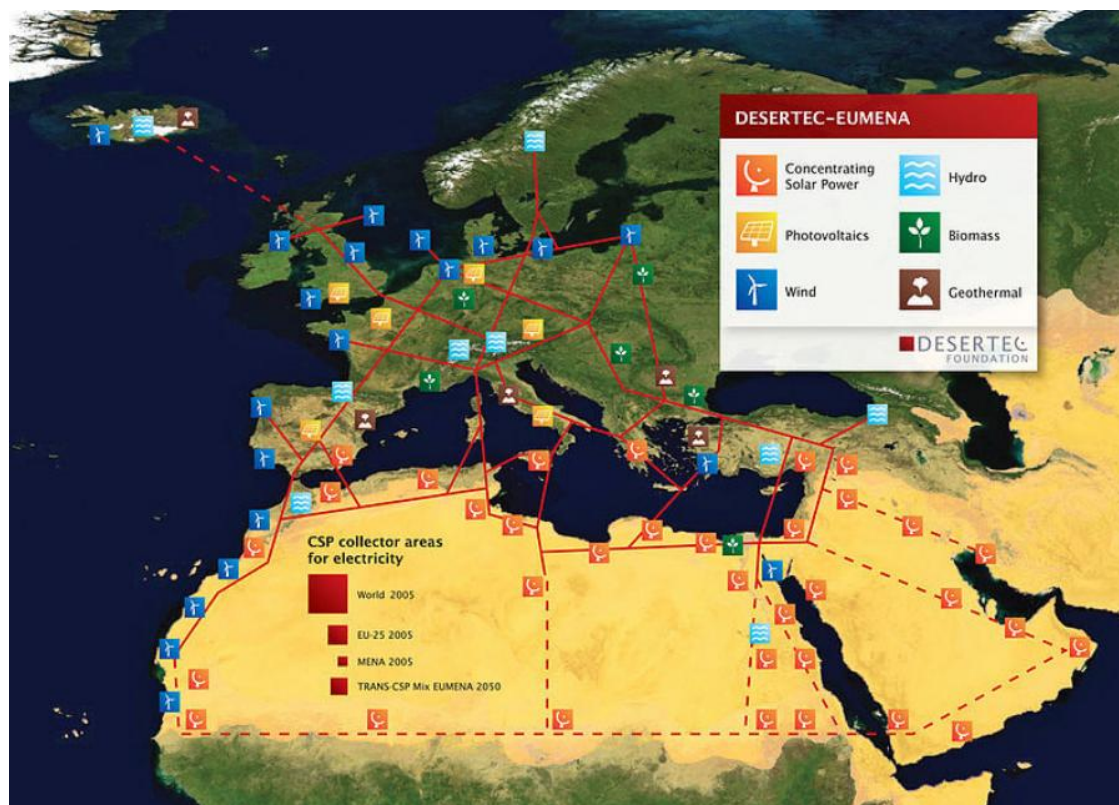 DESERTEC-EUMENA
Concentrating
Solar Power
Hydro
Photovoltaics
Biomass
Wind
Geothermal
DESERTEC
FOUNDATION
CSP collector areas
for electricity
World 2005
EU-25 2005
MENA 2005
TRANS-CSP Mix EUMENA 2050